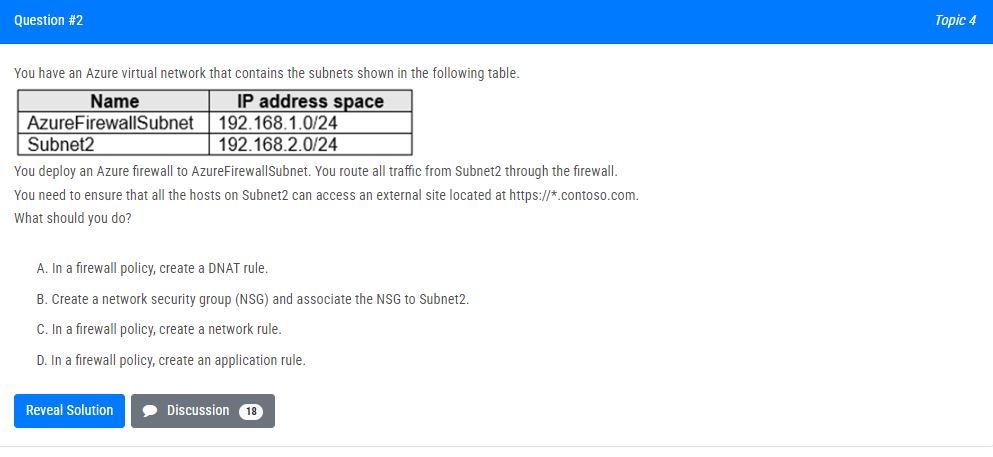 Question #2
Topic 4
You have an Azure virtual network that contains the subnets shown in the following table.
Name IP address space
AzureFirewallSubnet 192.168.1.0/24
Subnet2 192.168.2.0/24
You deploy an Azure firewall to AzureFirewallSubnet. You route all traffic from Subnet2 through the firewall.
You need to ensure that all the hosts on Subnet2 can access an external site located at https://*.contoso.com.
What should you do?
A. In a firewall policy, create a DNAT rule.
B. Create a network security group (NSG) and associate the NSG to Subnet2.
C. In a firewall policy, create a network rule.
D. In a firewall policy, create an application rule.
Reveal Solution Discussion 18